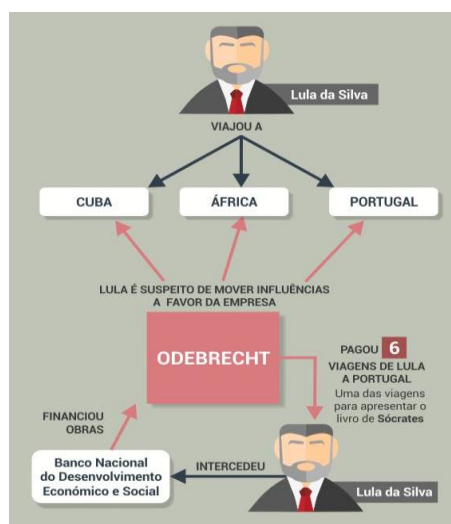 Lula da Silva
VIAJOU A
CUBA
ÁFRICA
PORTUGAL
LULA É SUSPEITO DE MOVER INFLUÊNCIAS
A FAVOR DA EMPRESA
ODEBRECHT
PAGOU 6
VIAGENS DE LULA
A PORTUGAL
Uma das viagens
para apresentar o
livro de Sócrates
FINANCIOU
OBRAS
Banco Nacional
do Desenvolvimento
Económico e Social
INTERCEDEU
Lula da Silva